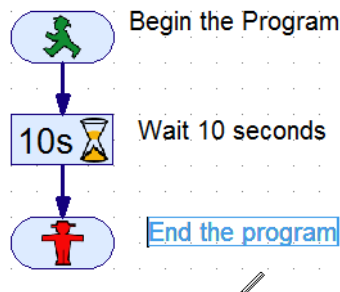 Begin the Program
10s
Wait 10 seconds
End the program